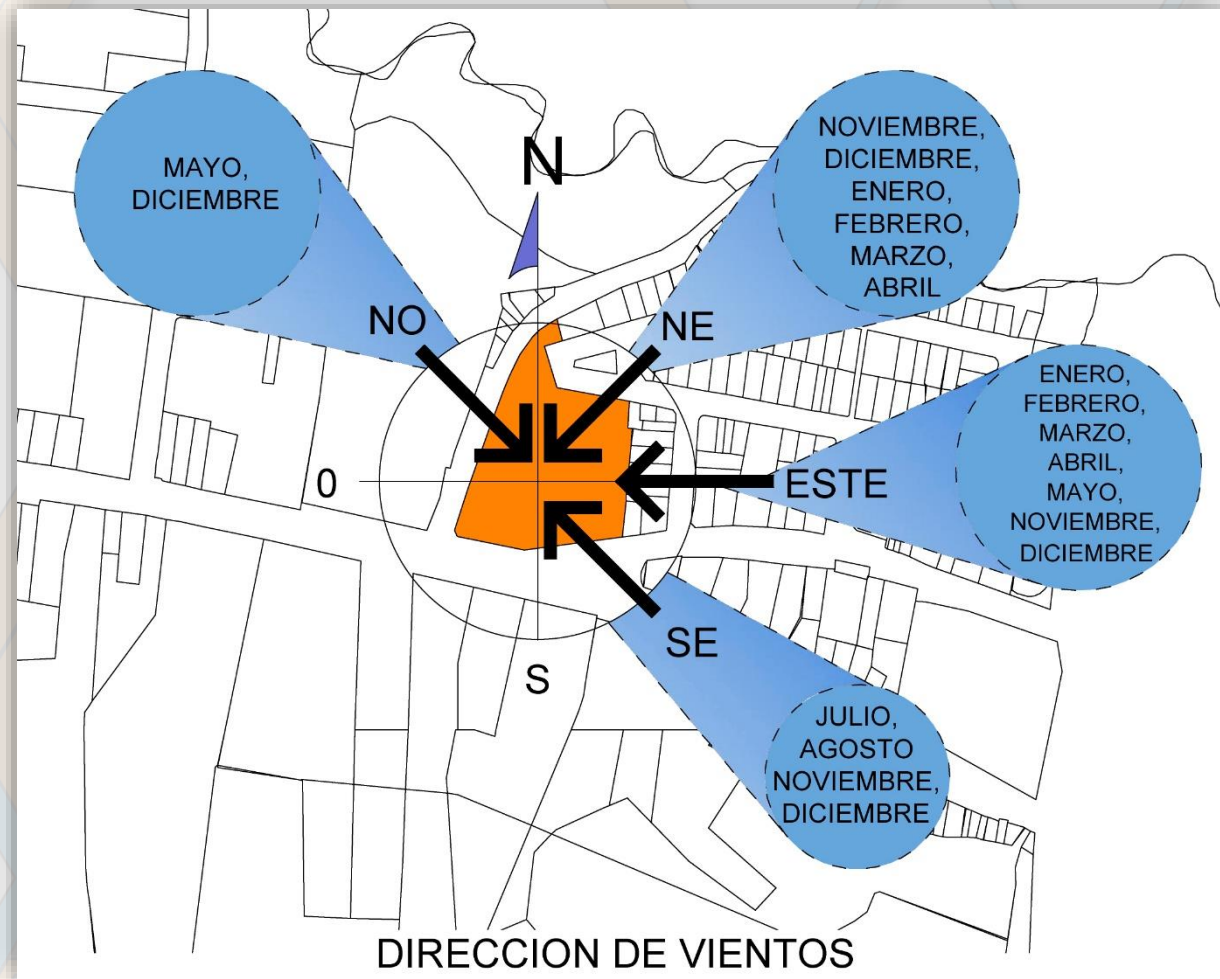 MAYO,
DICIEMBRE
N
NOVIEMBRE,
DICIEMBRE,
ENERO,
FEBRERO,
MARZO,
ABRIL
NO
NE
ENERO,
FEBRERO,
MARZO,
ABRIL,
MAYO,
NOVIEMBRE,
DICIEMBRE
0
ESTE
SE
S
JULIO,
AGOSTO
NOVIEMBRE,
DICIEMBRE
DIRECCION DE VIENTOS